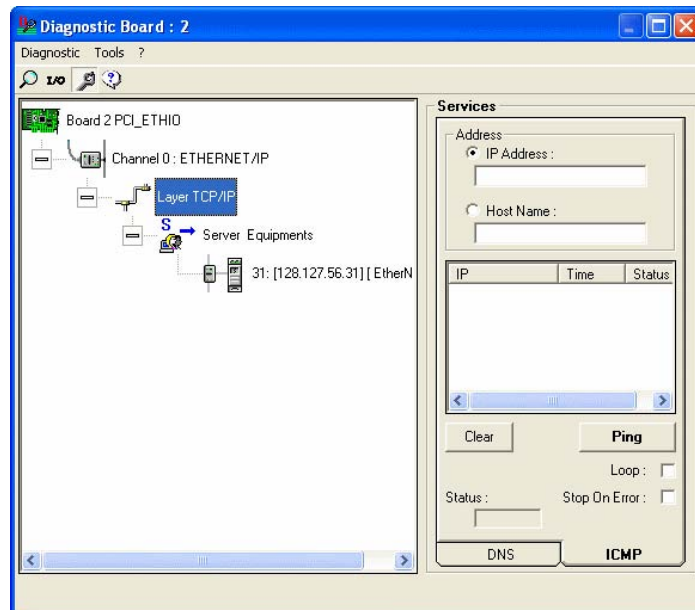 Diagnostic Board : 2
Diagnostic Tools ?
I/O
Board 2 PCI_ETHIO
Channel 0 : ETHERNET/IP
Layer TCP/IP
S
Server Equipments
31: [128.127.56.31] [ EtherN
Services
Address
IP Address :
Host Name :
IP Time Status
Clear Ping
Loop :
Status : Stop On Error :
DNS ICMP